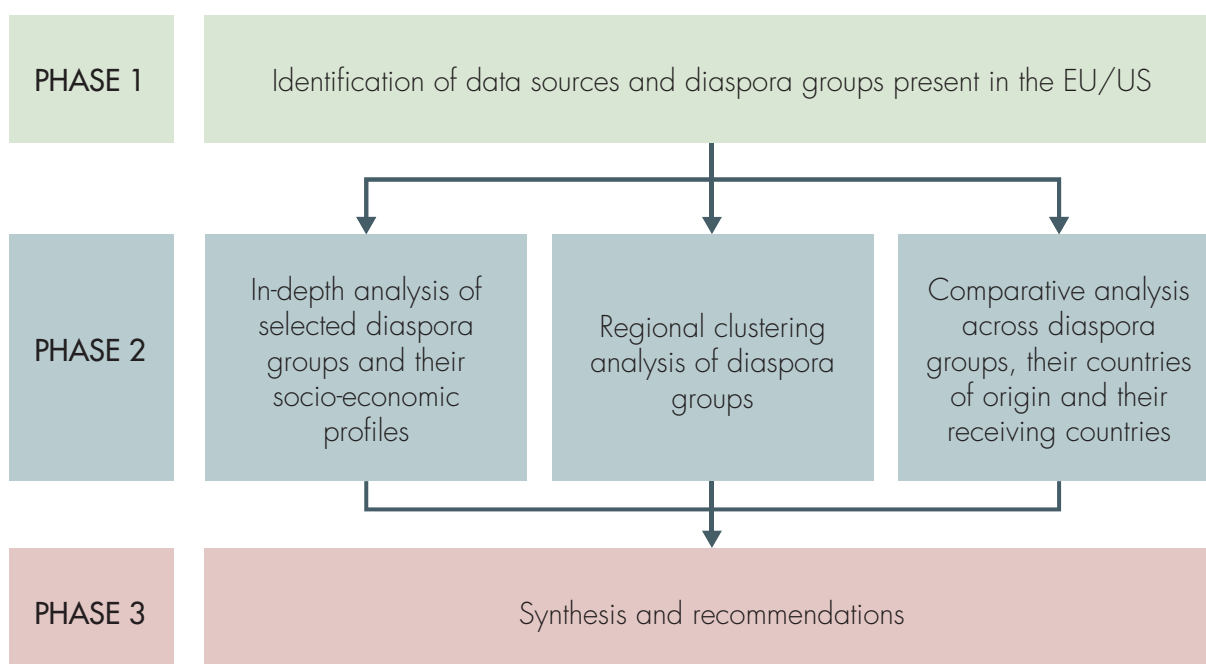 PHASE 1
Identification of data sources and diaspora groups present in the EU/US
PHASE 2
In-depth analysis of
selected diaspora
groups and their
socio-economic
profiles
Regional clustering
analysis of diaspora
groups
Comparative analysis
across diaspora
groups, their countries
of origin and their
receiving countries
PHASE 3
Synthesis and recommendations